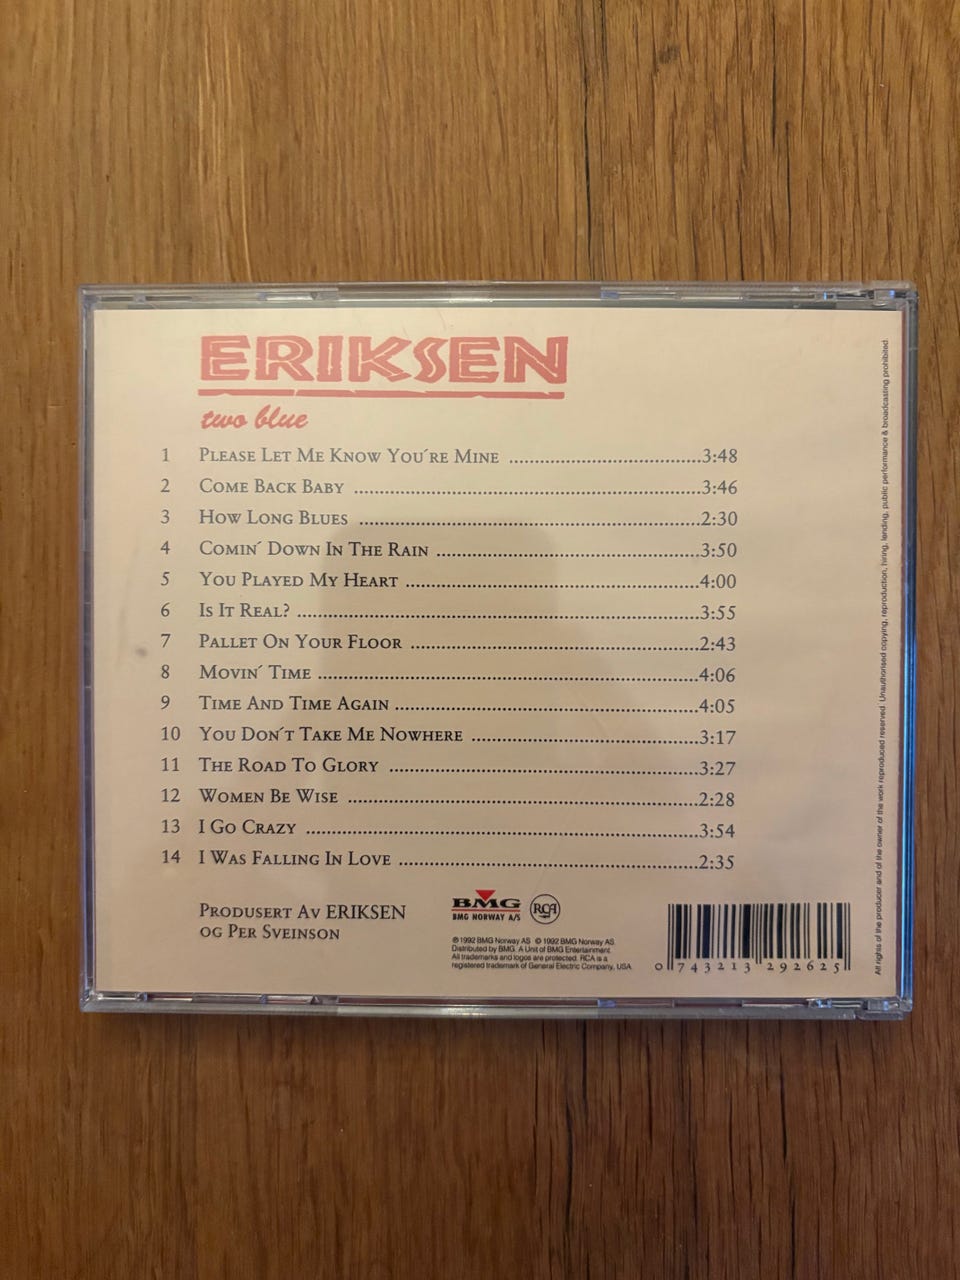 ERIKSEN
two blue
1 Please Let Me Know You´re Mine ........................................3:48
2 Come Back Baby ........................................3:46
3 How Long Blues ........................................2:30
4 Comin´ Down In The Rain ........................................3:50
5 You Played My Heart ........................................4:00
6 Is It Real? ........................................3:55
7 Pallet On Your Floor ........................................2:43
8 Movin´ Time ........................................4:06
9 Time And Time Again ........................................4:05
10 You Don´t Take Me Nowhere ........................................3:17
11 The Road To Glory ........................................3:27
12 Women Be Wise ........................................2:28
13 I Go Crazy ........................................3:54
14 I Was Falling In Love ........................................2:35
Produsert Av ERIKSEN
og Per Sveinson
BMG
BMG NORWAY A/S
RCA
℗ 1992 BMG Norway AS © 1992 BMG Norway AS
Distributed by BMG. A Unit of BMG Entertainment.
All trademarks and logos are protected. RCA is a
registered trademark of General Electric Company, USA
0 743213 292625
All rights of the producer and of the owner of the work reproduced reserved. Unauthorised copying, reproduction, hiring, lending, public performance & broadcasting prohibited.